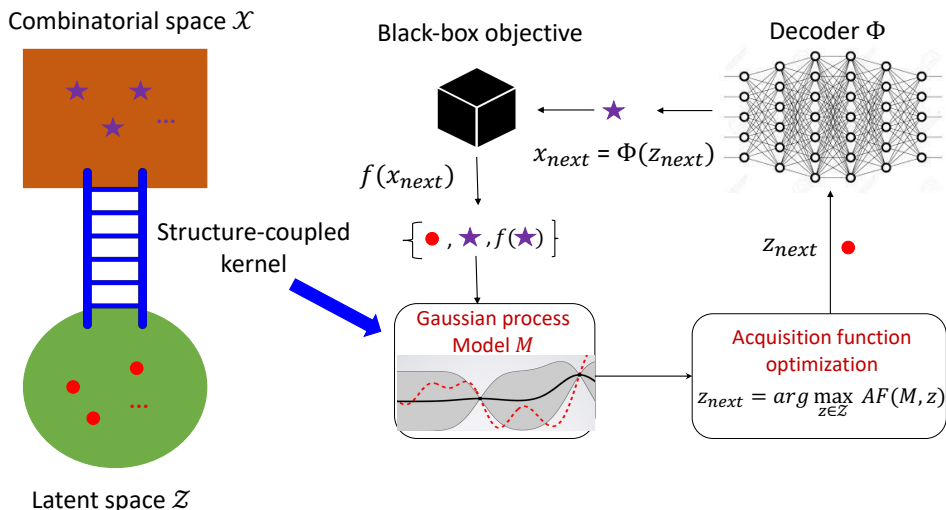 Combinatorial space 𝒳
...
Structure-coupled
kernel
...
Latent space 𝒵
Black-box objective
Decoder Φ
x_next = Φ(z_next)
f(x_next)
{ , , f( ) }
Gaussian process
Model M
Acquisition function
optimization
z_next = arg max AF(M, z)
z∈𝒵
z_next